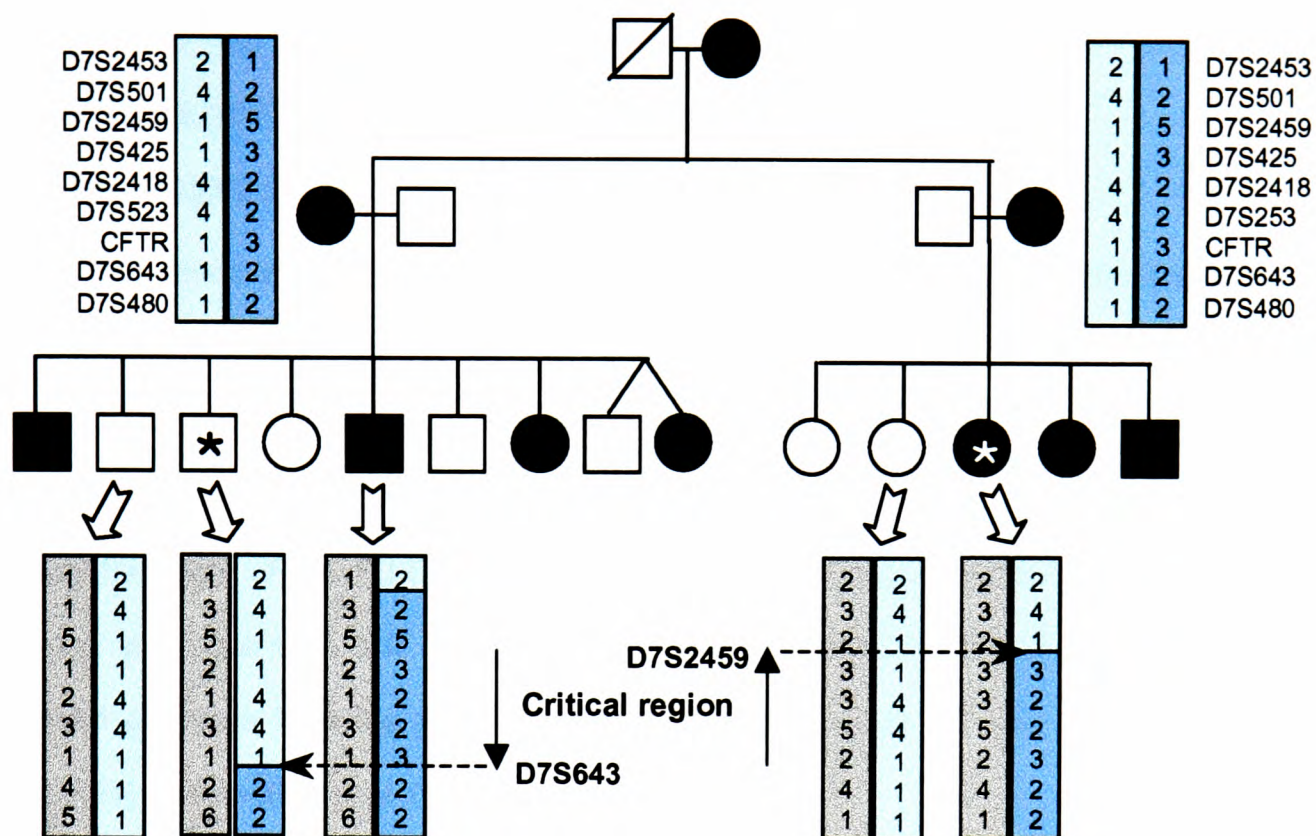 D7S2453 2 1
D7S501 4 2
D7S2459 1 5
D7S425 1 3
D7S2418 4 2
D7S523 4 2
CFTR 1 3
D7S643 1 2
D7S480 1 2
2 1 D7S2453
4 2 D7S501
1 5 D7S2459
1 3 D7S425
4 2 D7S2418
4 2 D7S253
1 3 CFTR
1 2 D7S643
1 2 D7S480
*
*
1 2
1 4
5 1
1 1
2 4
3 4
1 1
4 1
5 1
1 2
3 4
5 1
2 1
1 4
3 4
1 1
2 2
6 2
1 2
3 2
5 5
2 3
1 2
3 2
1 3
2 2
6 2
D7S2459
Critical region
D7S643
2 2
3 4
2 1
3 1
3 4
5 4
2 1
4 1
1 1
2 2
3 4
2 1
3 3
3 2
5 2
2 3
4 2
1 2